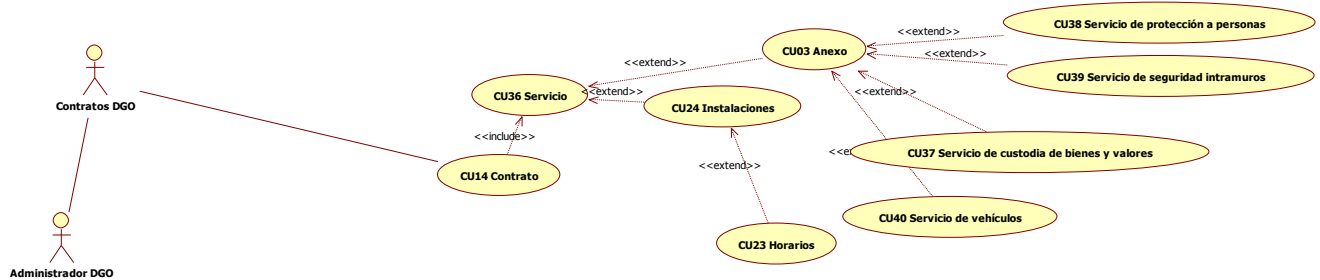 CU38 Servicio de protección a personas
<<extend>>
CU03 Anexo
<<extend>>
<<extend>>
CU39 Servicio de seguridad intramuros
CU36 Servicio
<<extend>>
CU24 Instalaciones
Contratos DGO
<<include>>
<<extend>>
CU37 Servicio de custodia de bienes y valores
<<extend>>
CU14 Contrato
CU40 Servicio de vehículos
CU23 Horarios
Administrador DGO